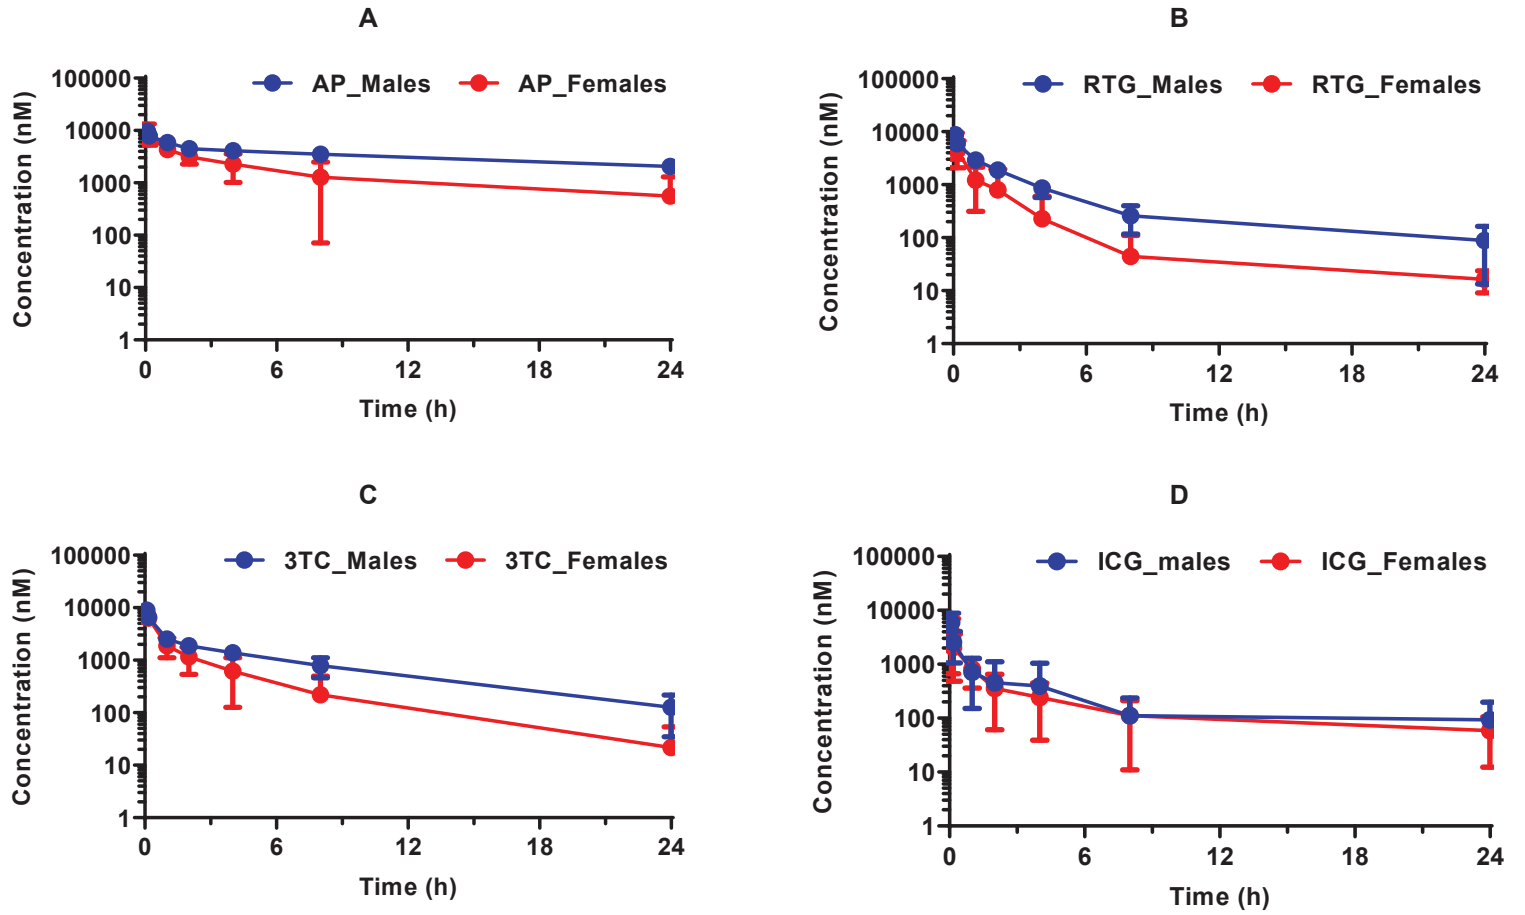 A
AP_Males AP_Females
100000
10000
1000
100
10
1
Concentration (nM)
0 6 12 18 24
Time (h)
B
RTG_Males RTG_Females
100000
10000
1000
100
10
1
Concentration (nM)
0 6 12 18 24
Time (h)
C
3TC_Males 3TC_Females
100000
10000
1000
100
10
1
Concentration (nM)
0 6 12 18 24
Time (h)
D
ICG_males ICG_Females
100000
10000
1000
100
10
1
Concentration (nM)
0 6 12 18 24
Time (h)